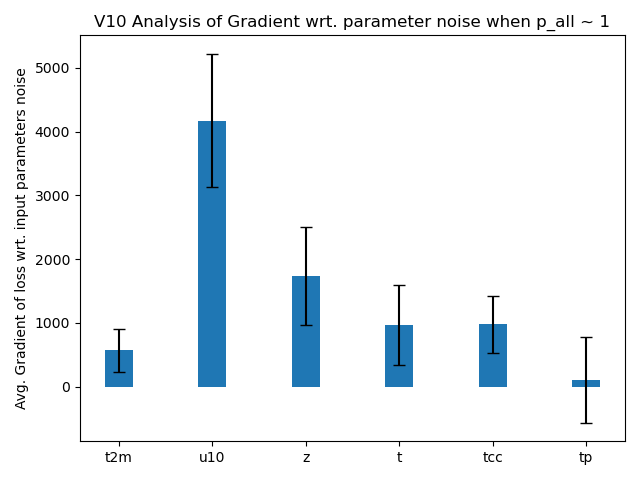 V10 Analysis of Gradient wrt. parameter noise when p_all ~ 1
Avg. Gradient of loss wrt. input parameters noise
5000
4000
3000
2000
1000
0
t2m
u10
z
t
tcc
tp